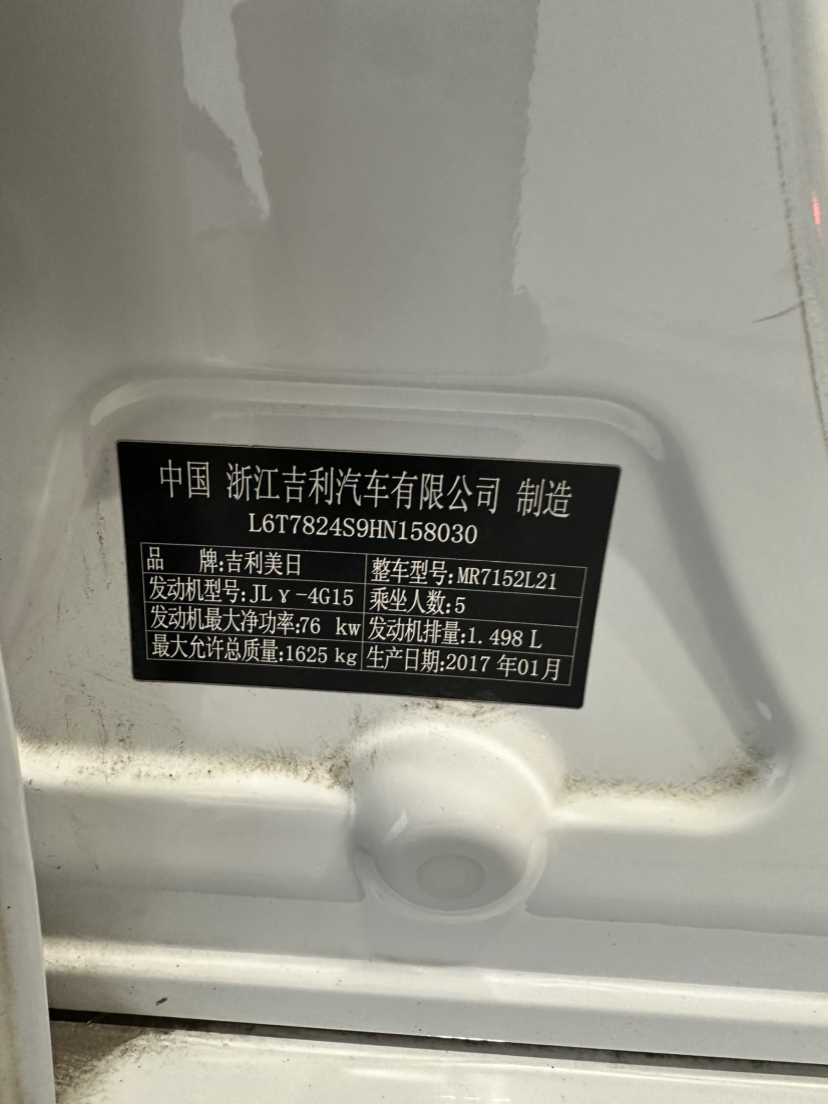 中国 浙江吉利汽车有限公司 制造
L6T7824S9HN158030
品 牌:吉利美日 整车型号:MR7152L21
发动机型号:JLγ-4G15 乘坐人数:5
发动机最大净功率:76 kw 发动机排量:1.498 L
最大允许总质量:1625 kg 生产日期:2017 年01月